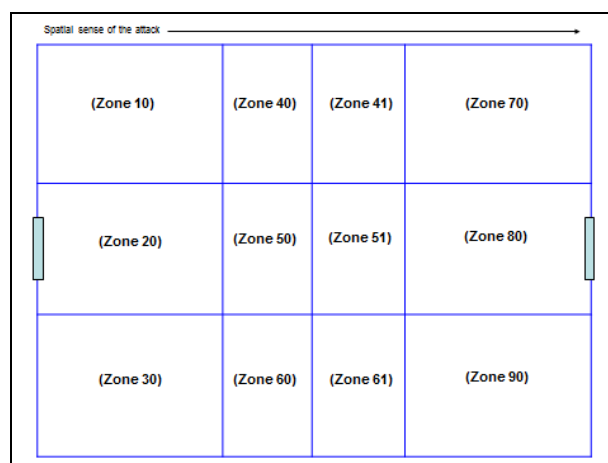 Spatial sense of the attack
(Zone 10) (Zone 40) (Zone 41) (Zone 70)
(Zone 20) (Zone 50) (Zone 51) (Zone 80)
(Zone 30) (Zone 60) (Zone 61) (Zone 90)